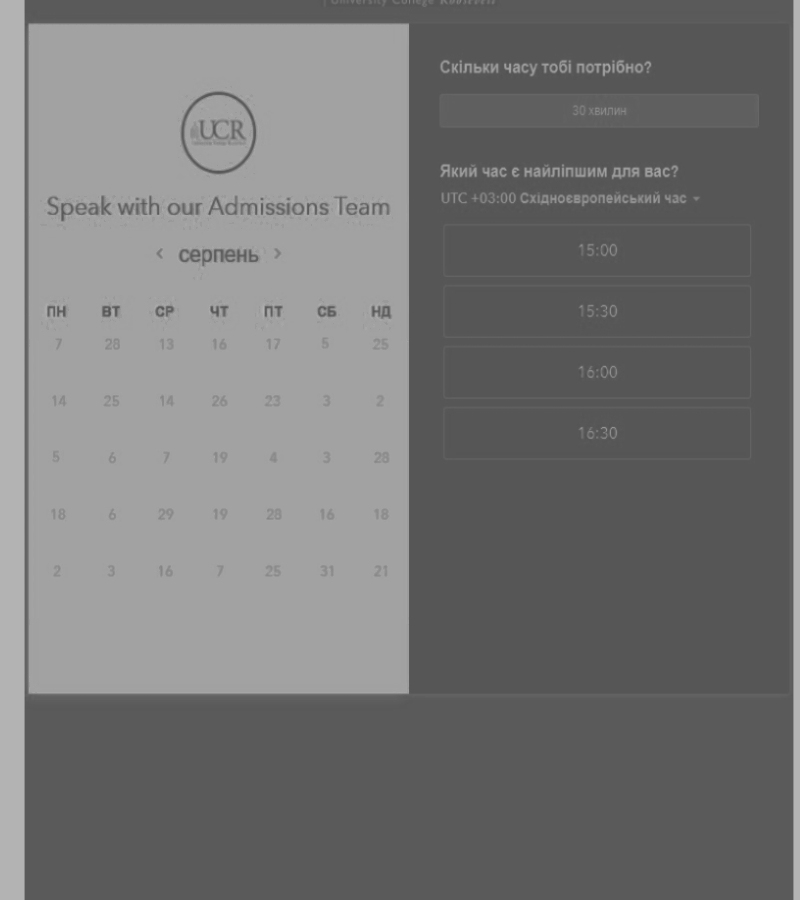 University College
UCR
Speak with our Admissions Team
серпень
ПН ВТ СР ЧТ ПТ СБ НД
7 28 13 16 17 5 25
14 25 14 26 23 3 2
5 6 7 19 4 3 28
18 6 29 19 28 16 18
2 3 16 7 25 31 21
Скільки часу тобі потрібно?
30 хвилин
Який час є найліпшим для вас?
UTC +03:00 Східноєвропейський час
15:00
15:30
16:00
16:30